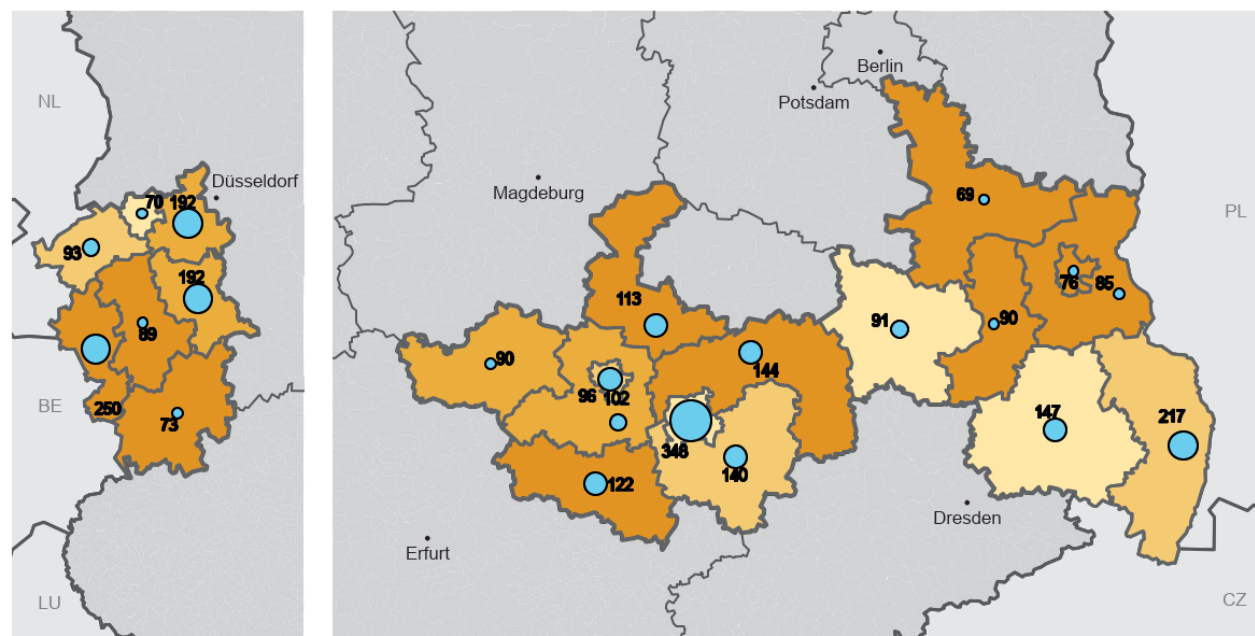 NL
Düsseldorf
70
192
93
192
89
BE
250
73
LU
Berlin
Potsdam
Magdeburg
69
PL
76
85
113
91
90
90
144
96
102
147
217
348
140
122
Dresden
Erfurt
CZ